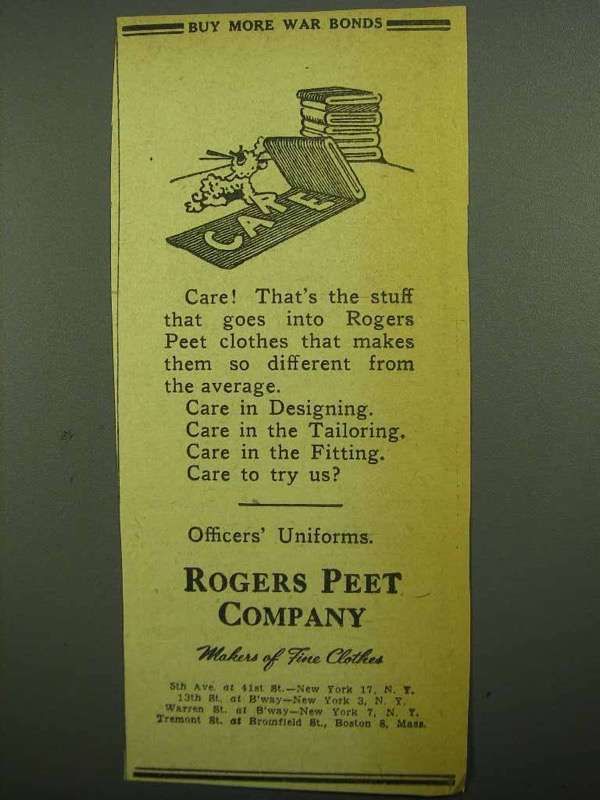 BUY MORE WAR BONDS
CARE
Care! That's the stuff
that goes into Rogers
Peet clothes that makes
them so different from
the average.
Care in Designing.
Care in the Tailoring.
Care in the Fitting.
Care to try us?
Officers' Uniforms.
ROGERS PEET
COMPANY
Makers of Fine Clothes
5th Ave. at 41st St.—New York 17, N. Y.
13th St. at B'way—New York 3, N. Y.
Warren St. at B'way—New York 7, N. Y.
Tremont St. at Bromfield St., Boston 8, Mass.